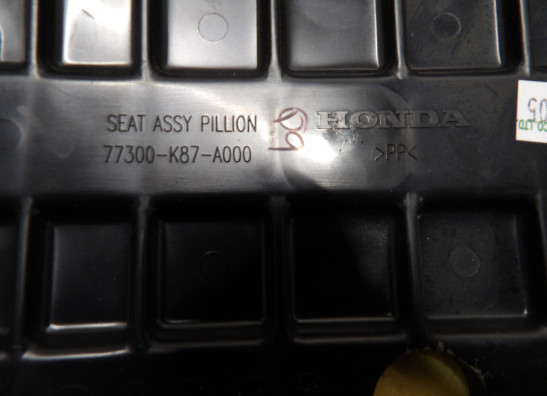 SEAT ASSY PILLION
77300-K87-A000
HONDA
>PP<